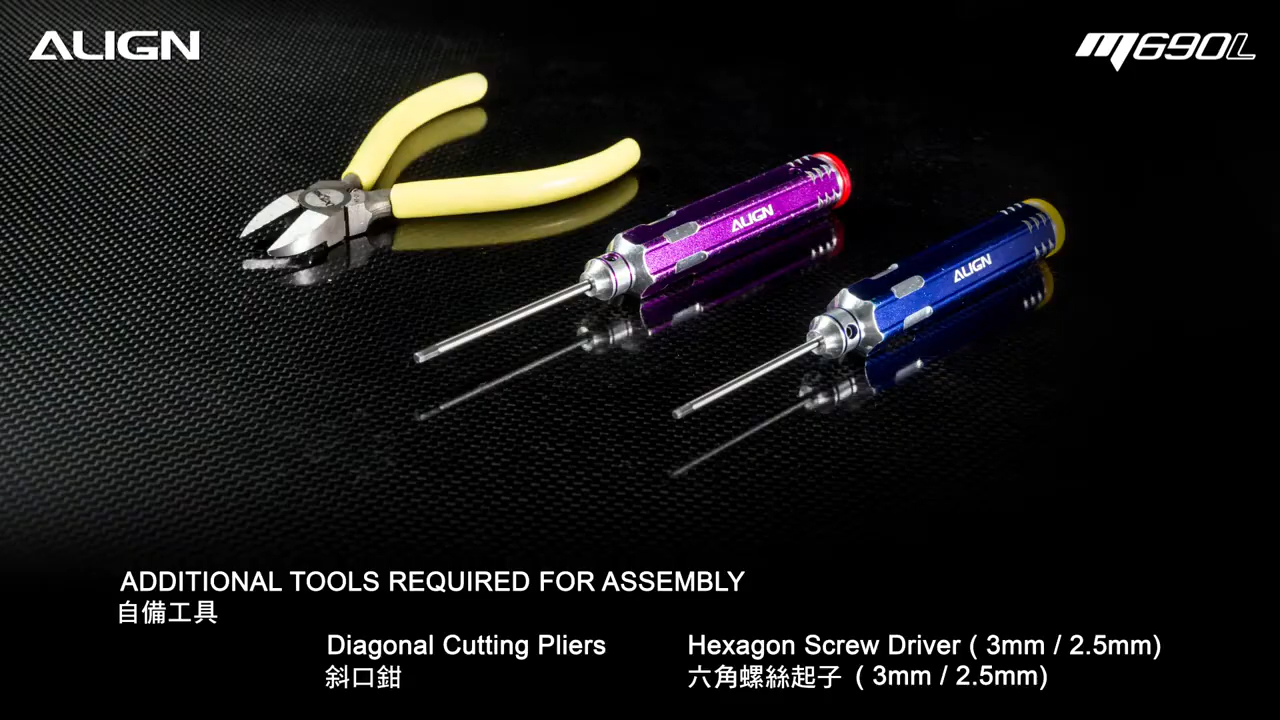 ALIGN
M690L
ALIGN
ALIGN
ADDITIONAL TOOLS REQUIRED FOR ASSEMBLY
自備工具
Diagonal Cutting Pliers
Hexagon Screw Driver ( 3mm / 2.5mm)
斜口鉗
六角螺絲起子 ( 3mm / 2.5mm)